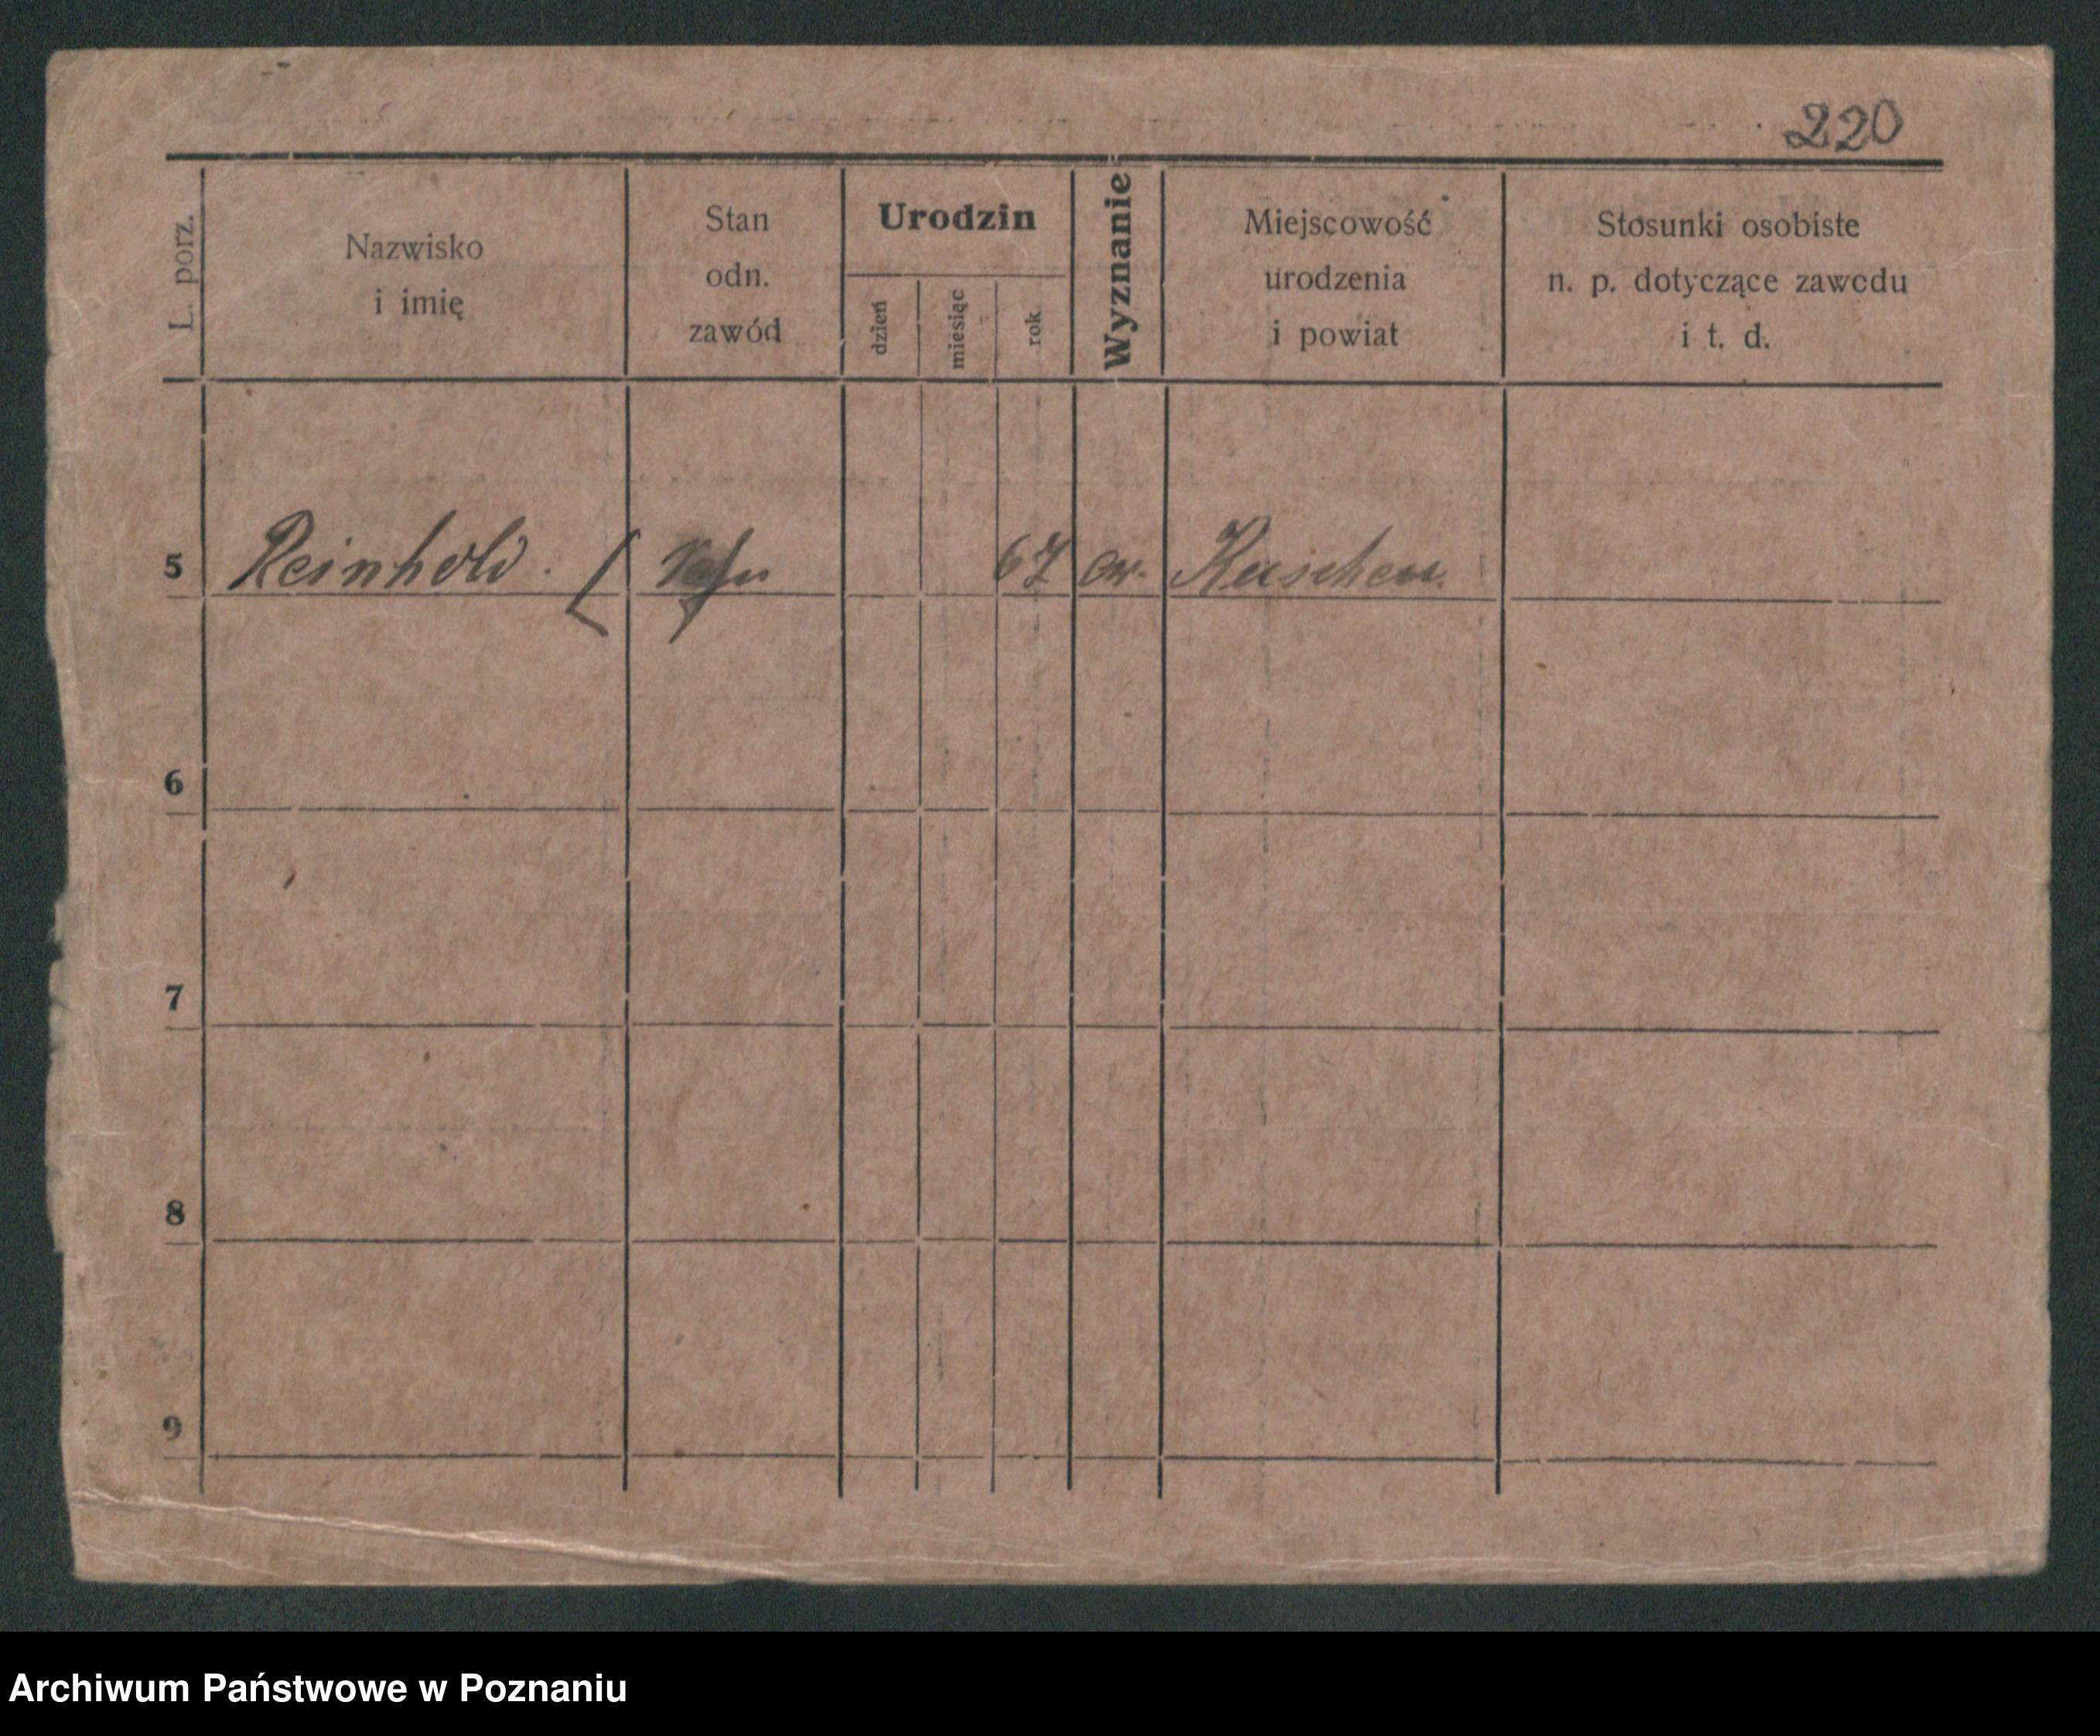 220
L. porz.
Nazwisko
i imię
Stan
odn.
zawód
Urodzin
dzień
miesiąc
rok.
Wyznanie
Miejscowość
urodzenia
i powiat
Stosunki osobiste
n. p. dotyczące zawodu
i t. d.
5 Reinhold. 67 ev.
6
7
8
9
Archiwum Państwowe w Poznaniu